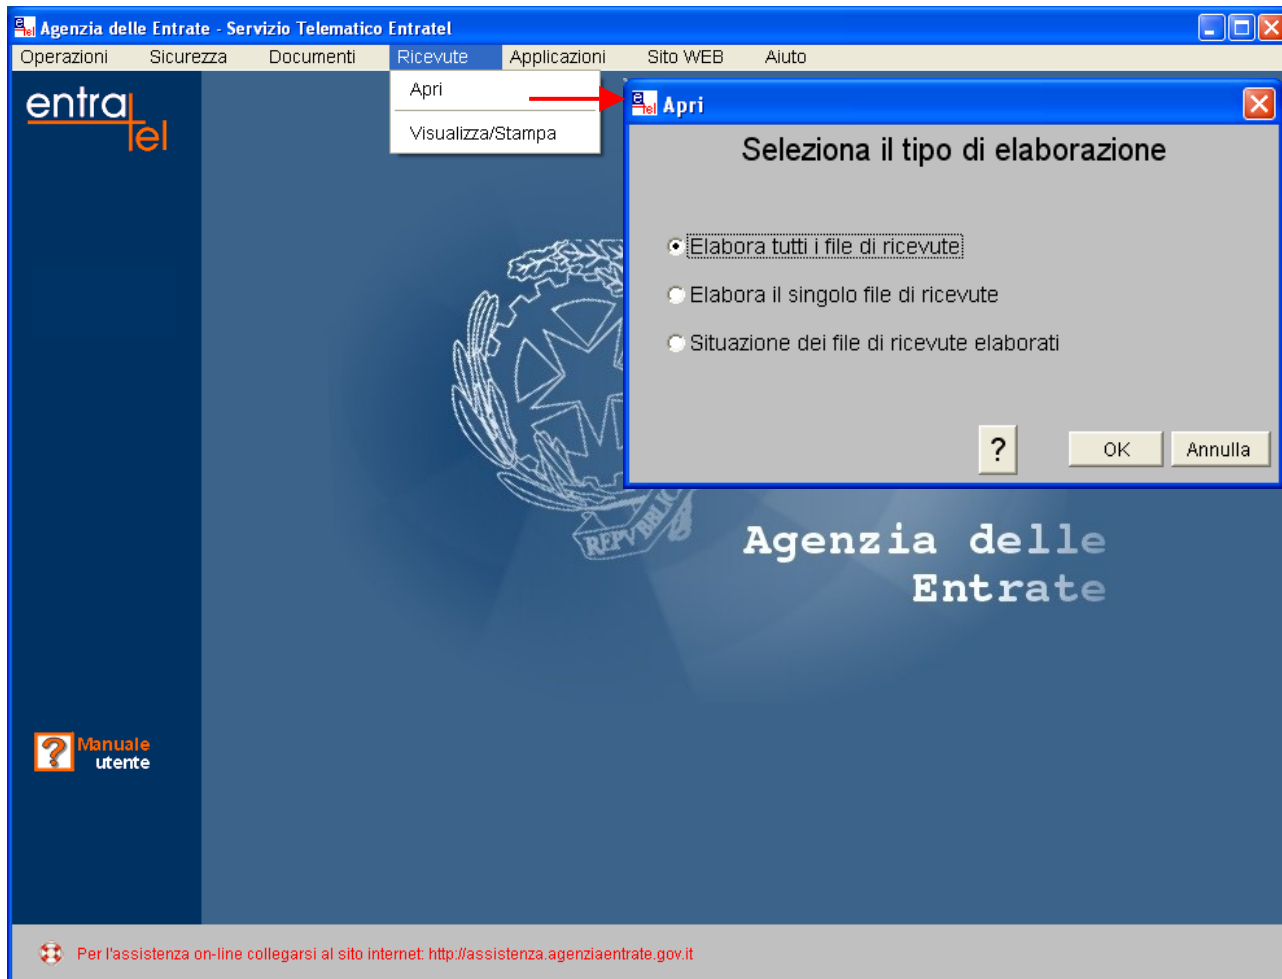 Agenzia delle Entrate - Servizio Telematico Entratel
Operazioni Sicurezza Documenti Ricevute Applicazioni Sito WEB Aiuto
entratel
Apri
Visualizza/Stampa
Apri
Seleziona il tipo di elaborazione
Elabora tutti i file di ricevute
Elabora il singolo file di ricevute
Situazione dei file di ricevute elaborati
? OK Annulla
REPVBBLIC
Agenzia delle
Entrate
? Manuale
utente
Per l'assistenza on-line collegarsi al sito internet: http://assistenza.agenziaentrate.gov.it